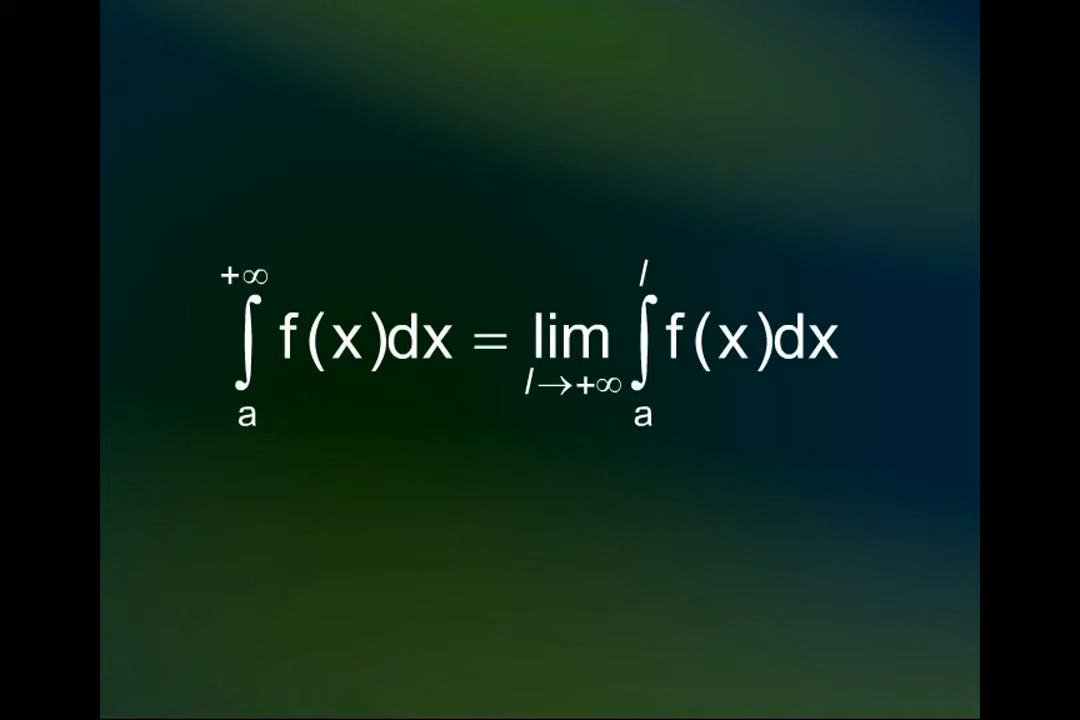 +∞ l
∫ f(x)dx = lim ∫ f(x)dx
a l→+∞ a